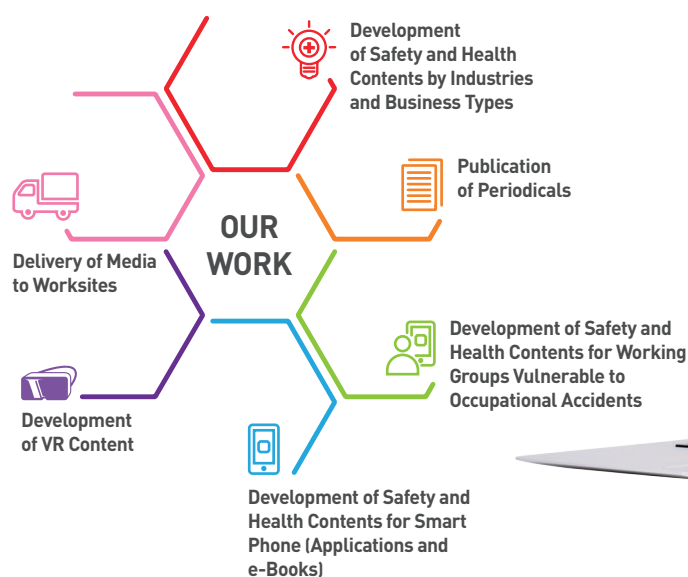 Development
of Safety and Health
Contents by Industries
and Business Types
Publication
of Periodicals
OUR
WORK
Delivery of Media
to Worksites
Development of Safety and
Health Contents for Working
Groups Vulnerable to
Occupational Accidents
Development
of VR Content
Development of Safety and
Health Contents for Smart
Phone (Applications and
e-Books)